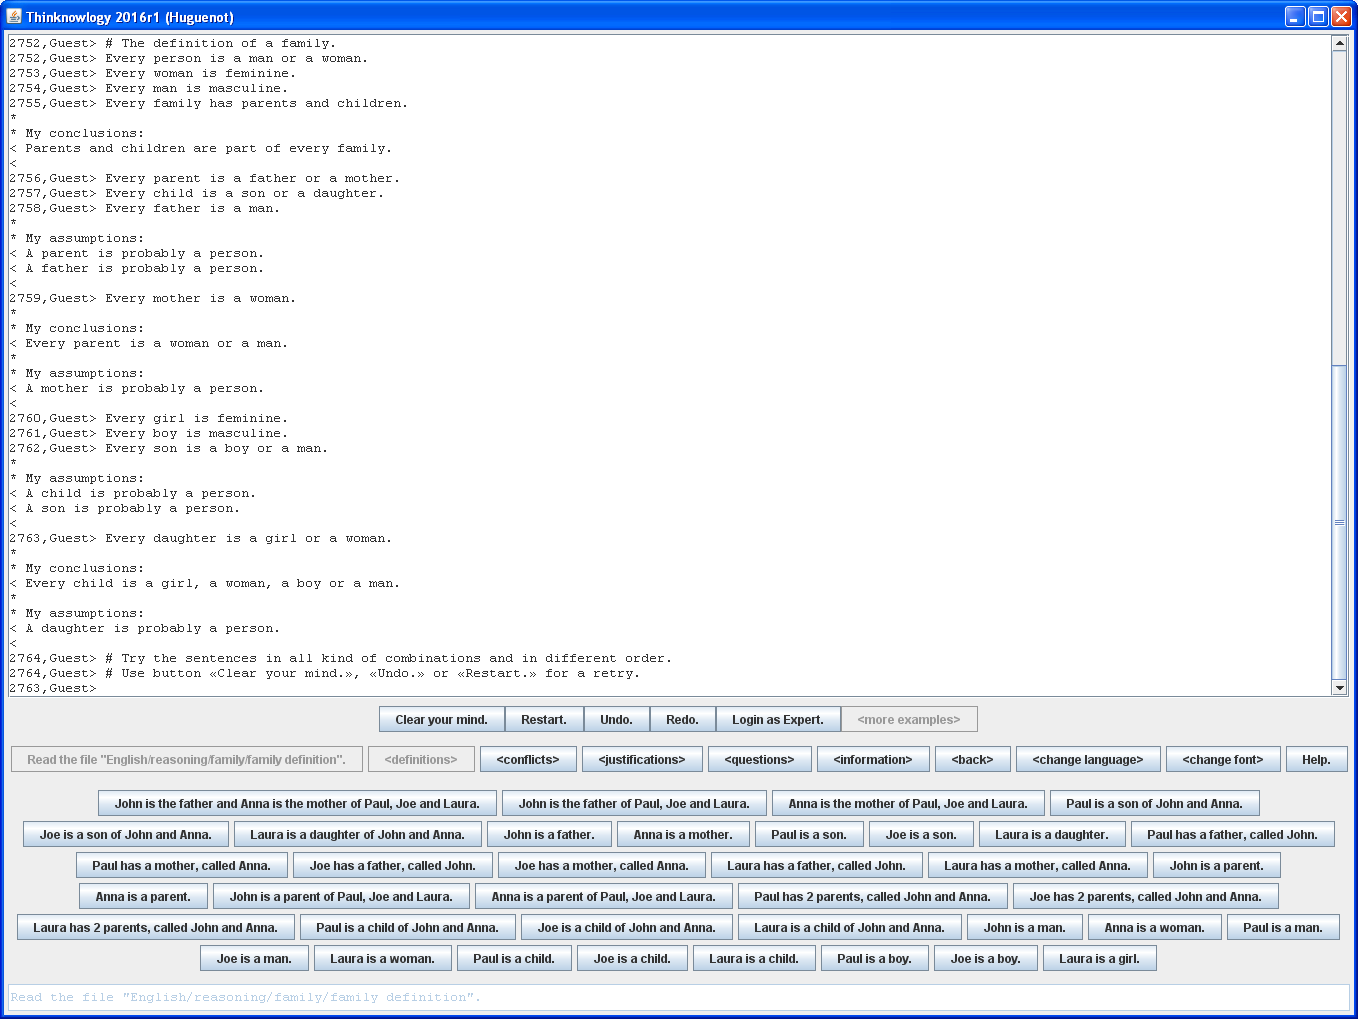 Thinknowlogy 2016r1 (Huguenot)
2752,Guest> # The definition of a family.
2752,Guest> Every person is a man or a woman.
2753,Guest> Every woman is feminine.
2754,Guest> Every man is masculine.
2755,Guest> Every family has parents and children.
*
* My conclusions:
< Parents and children are part of every family.
<
2756,Guest> Every parent is a father or a mother.
2757,Guest> Every child is a son or a daughter.
2758,Guest> Every father is a man.
*
* My assumptions:
< A parent is probably a person.
< A father is probably a person.
<
2759,Guest> Every mother is a woman.
*
* My conclusions:
< Every parent is a woman or a man.
*
* My assumptions:
< A mother is probably a person.
<
2760,Guest> Every girl is feminine.
2761,Guest> Every boy is masculine.
2762,Guest> Every son is a boy or a man.
*
* My assumptions:
< A child is probably a person.
< A son is probably a person.
<
2763,Guest> Every daughter is a girl or a woman.
*
* My conclusions:
< Every child is a girl, a woman, a boy or a man.
*
* My assumptions:
< A daughter is probably a person.
<
2764,Guest> # Try the sentences in all kind of combinations and in different order.
2764,Guest> # Use button «Clear your mind.», «Undo.» or «Restart.» for a retry.
2763,Guest>
Clear your mind. Restart. Undo. Redo. Login as Expert. <more examples>
Read the file "English/reasoning/family/family definition". <definitions> <conflicts> <justifications> <questions> <information> <back> <change language> <change font> Help.
John is the father and Anna is the mother of Paul, Joe and Laura. John is the father of Paul, Joe and Laura. Anna is the mother of Paul, Joe and Laura. Paul is a son of John and Anna.
Joe is a son of John and Anna. Laura is a daughter of John and Anna. John is a father. Anna is a mother. Paul is a son. Joe is a son. Laura is a daughter. Paul has a father, called John.
Paul has a mother, called Anna. Joe has a father, called John. Joe has a mother, called Anna. Laura has a father, called John. Laura has a mother, called Anna. John is a parent.
Anna is a parent. John is a parent of Paul, Joe and Laura. Anna is a parent of Paul, Joe and Laura. Paul has 2 parents, called John and Anna. Joe has 2 parents, called John and Anna.
Laura has 2 parents, called John and Anna. Paul is a child of John and Anna. Joe is a child of John and Anna. Laura is a child of John and Anna. John is a man. Anna is a woman. Paul is a man.
Joe is a man. Laura is a woman. Paul is a child. Joe is a child. Laura is a child. Paul is a boy. Joe is a boy. Laura is a girl.
Read the file "English/reasoning/family/family definition".